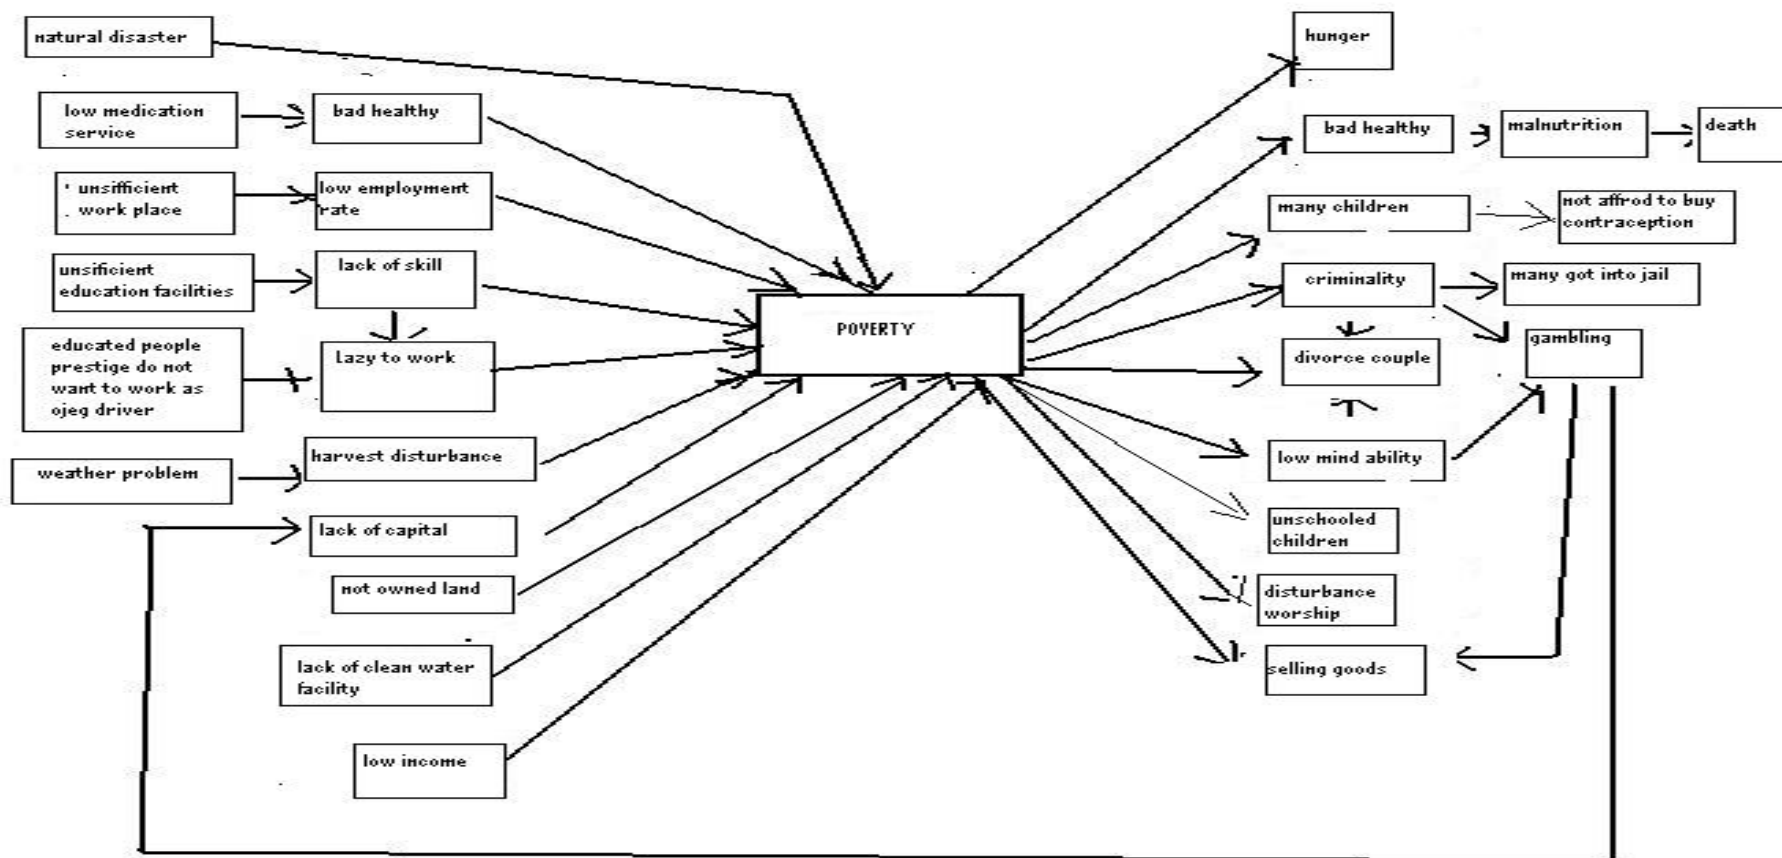 natural disaster
low medication
service
bad healthy
unsifficient
work place
low employment
rate
unsificient
education facilities
lack of skill
educated people
prestige do not
want to work as
ojeg driver
Lazy to work
weather problem
harvest disturbance
lack of capital
not owned land
lack of clean water
facility
low income
POVERTY
hunger
bad healthy
malnutrition
death
many children
not affrod to buy
contraception
criminality
many got into jail
divorce couple
gambling
low mind ability
unschooled
children
disturbance
worship
selling goods